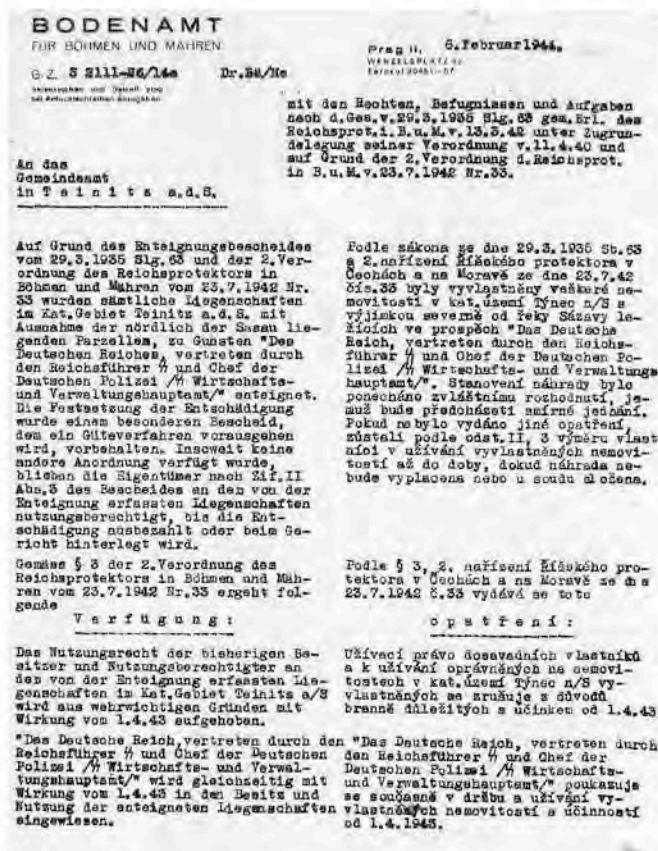 BODENAMT
FÜR BÖHMEN UND MÄHREN
Prag II, 6.Februar 1944.
WENZELSPLATZ
G. Z. S 2111-26/14a Dr.Bü/He
mit den Rechten, Befugnissen und Aufgaben
nach d.Ges.v.29.3.1935 Slg.63 gem.Erl. des
Reichsprot.i.B.u.M.v.13.3.42 unter Zugrun-
delegung seiner Verordnung v.11.4.40 und
auf Grund der 2.Verordnung d.Reichsprot.
in B.u.M.v.23.7.1942 Nr.33.
An das
Gemeindeamt
in Teinitz a.d.S.
Auf Grund des Enteignungsbescheides
vom 29.3.1935 Slg.63 und der 2.Ver-
ordnung des Reichsprotektors in
Böhmen und Mähren vom 23.7.1942 Nr.
33 wurden sämtliche Liegenschaften
im Kat.Gebiet Teinitz a.d.S. mit
Ausnahme der nördlich der Sasau lie-
genden Parzellen, zu Gunsten "Des
Deutschen Reiches, vertreten durch
den Reichsführer ᛋᛋ und Chef der
Deutschen Polizei /ᛋᛋ Wirtschafts-
und Verwaltungshauptamt/" enteignet.
Die Festsetzung der Entschädigung
wurde einem besonderen Bescheid,
dem ein Güteverfahren vorausgehen
wird, vorbehalten. Insoweit keine
andere Anordnung verfügt wurde,
blieben die Eigentümer nach Zif.II
Abs.3 des Bescheides an den von der
Enteignung erfassten Liegenschaften
nutzungsberechtigt, bis die Ent-
schädigung ausbezahlt oder beim Ge-
richt hinterlegt wird.
Podle zákona ze dne 29.3.1935 Sb.63
a 2.nařízení Říšského protektora v
Čechách a na Moravě ze dne 23.7.42
čís.33 byly vyvlastněny veškeré ne-
movitosti v kat.území Týnec n/S s
výjimkou severně od řeky Sázavy le-
žících ve prospěch "Das Deutsche
Reich, vertreten durch den Reichs-
führer ᛋᛋ und Chef der Deutschen Po-
lizei /ᛋᛋ Wirtschafts- und Verwaltungs
hauptamt/". Stanovení náhrady bylo
ponecháno zvláštnímu rozhodnutí, je-
muž bude předcházeti smírné jednání.
Pokud nebylo vydáno jiné opatření,
zůstali podle odst.II, 3 výměru vlast
níci v užívání vyvlastněných nemovi-
tostí až do doby, dokud náhrada ne-
bude vyplacena nebo u soudu složena.
Gemäss § 3 der 2.Verordnung des
Reichsprotektors in Böhmen und Mäh-
ren vom 23.7.1942 Nr.33 ergeht fol-
gende
Verfügung:
Podle § 3, 2. nařízení Říšského pro-
tektora v Čechách a na Moravě ze dne
23.7.1942 č.33 vydává se toto
opatření:
Das Nutzungsrecht der bisherigen Be-
sitzer und Nutzungsberechtigter an
den von der Enteignung erfassten Lie-
genschaften im Kat.Gebiet Teinitz a/S
wird aus wehrwichtigen Gründen mit
Wirkung vom 1.4.43 aufgehoben.
Užívací právo dosavadních vlastníků
a k užívání oprávněných na nemovi-
tostech v kat.území Týnec n/S vy-
vlastněných se zrušuje z důvodů
branně důležitých s účinkem od 1.4.43
"Das Deutsche Reich,vertreten durch den
Reichsführer ᛋᛋ und Chef der Deutschen
Polizei /ᛋᛋ Wirtschafts- und Verwal-
tungshauptamt/" wird gleichzeitig mit
Wirkung vom 1.4.43 in den Besitz und
Nutzung der enteigneten Liegenschaften
eingewiesen.
"Das Deutsche Reich, vertreten durch
den Reichsführer ᛋᛋ und Chef der
Deutschen Polizei /ᛋᛋ Wirtschafts-
und Verwaltungshauptamt/" poukazuje
se současně v držbu a užívání vy-
vlastněných nemovitostí s účinností
od 1.4.1943.